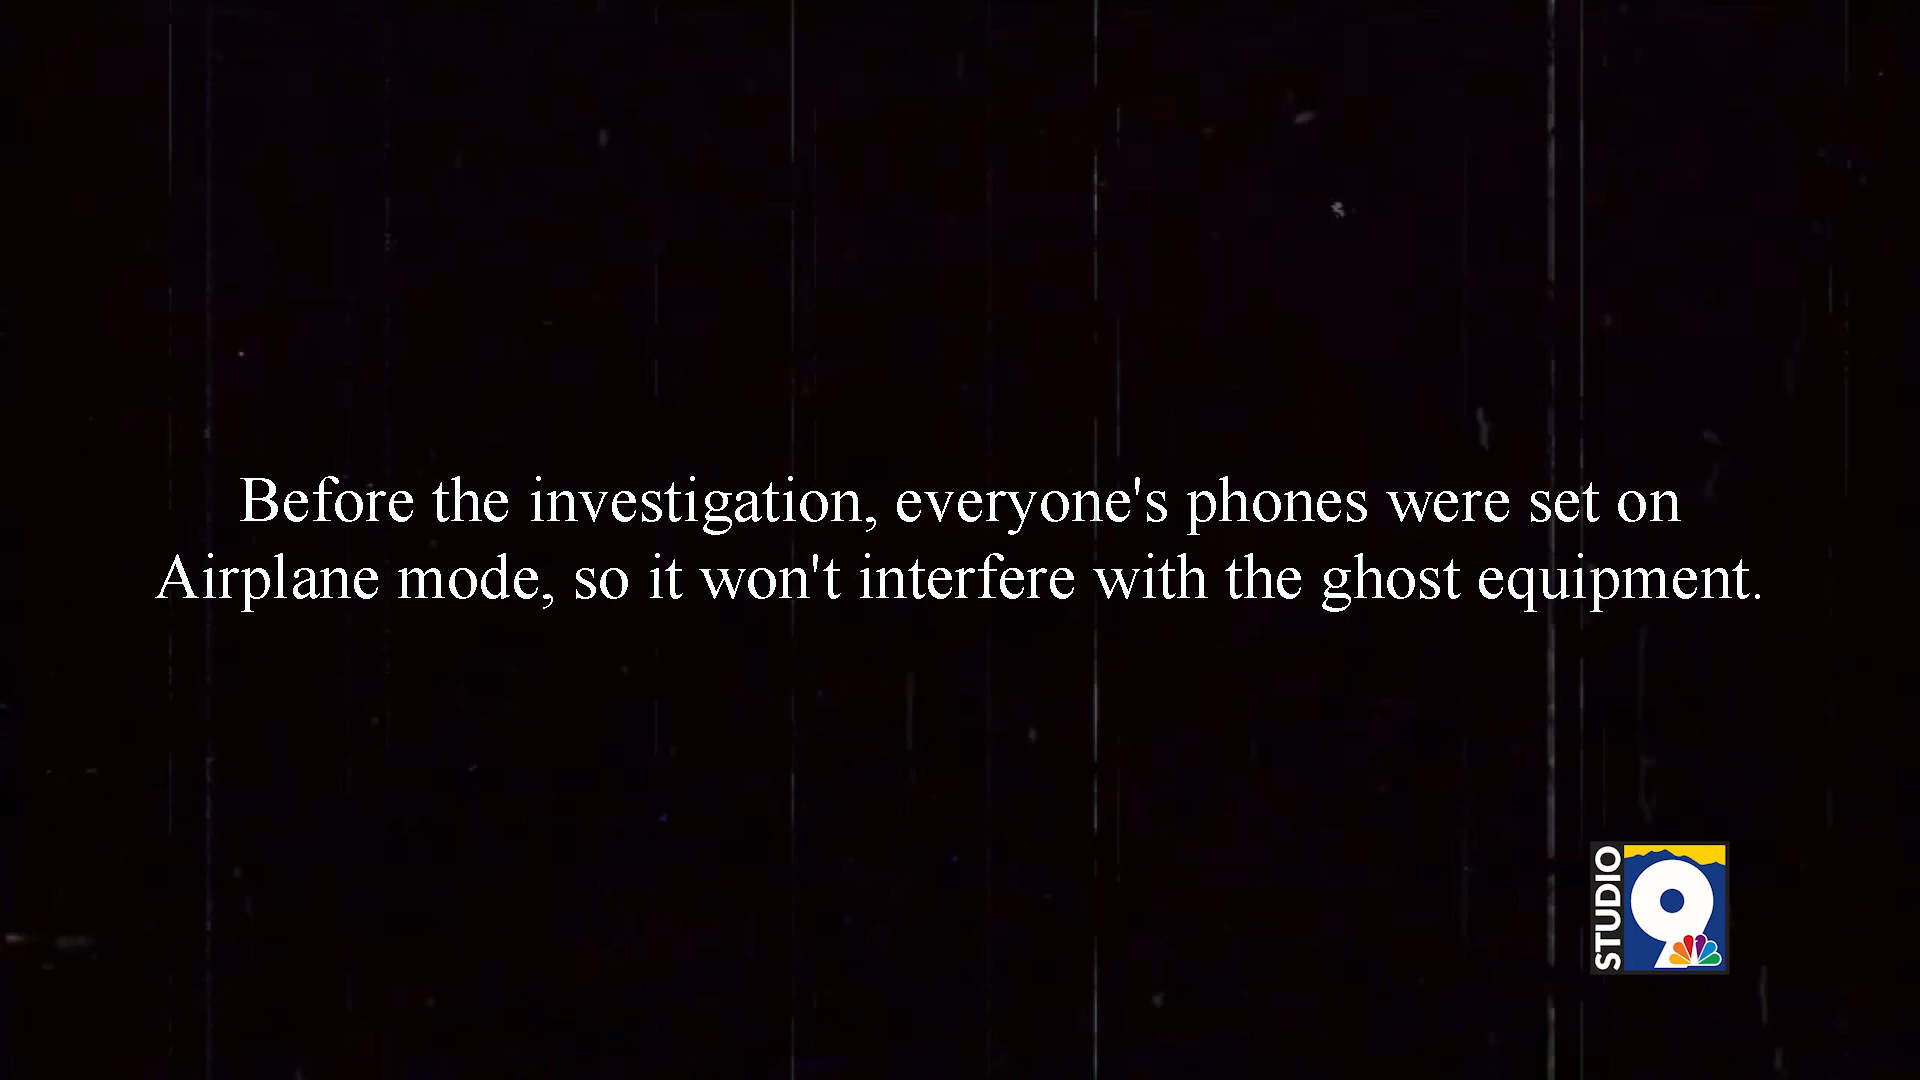 Before the investigation, everyone's phones were set on
Airplane mode, so it won't interfere with the ghost equipment.
STUDIO 9